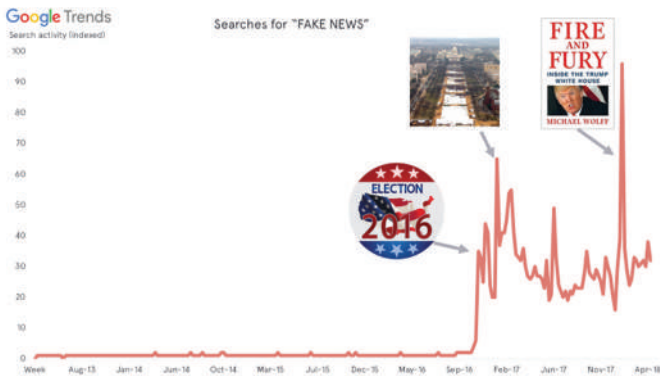 Google Trends
Search activity (indexed)
Searches for "FAKE NEWS"
FIRE
AND
FURY
INSIDE THE TRUMP
WHITE HOUSE
MICHAEL WOLFF
ELECTION
2016
100
90
80
70
60
50
40
30
20
10
0
Week Aug-13 Jan-14 Jun-14 Oct-14 Mar-15 Jul-15 Dec-15 May-16 Sep-16 Feb-17 Jun-17 Nov-17 Apr-18